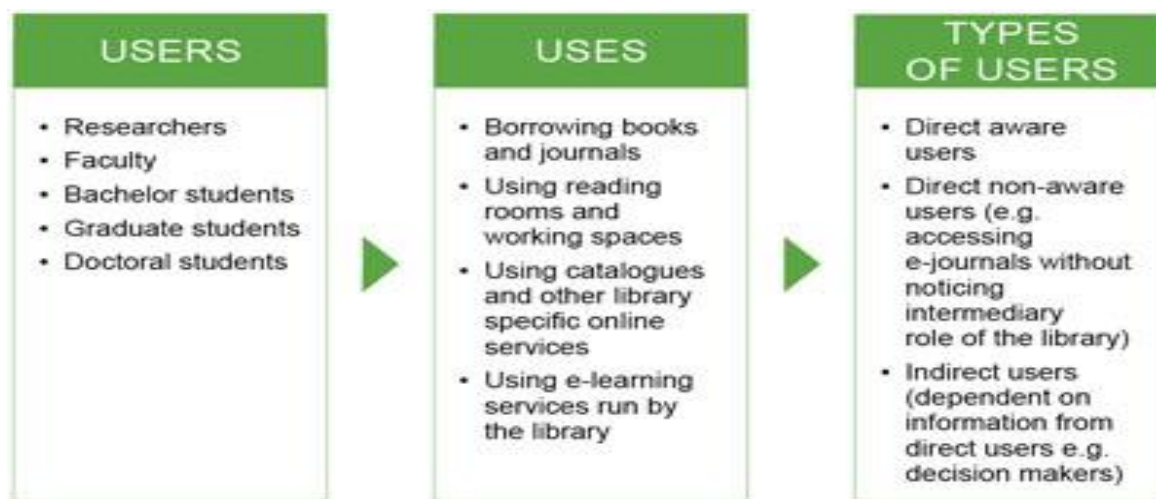 USERS
• Researchers
• Faculty
• Bachelor students
• Graduate students
• Doctoral students
USES
• Borrowing books
and journals
• Using reading
rooms and
working spaces
• Using catalogues
and other library
specific online
services
• Using e-learning
services run by
the library
TYPES
OF USERS
• Direct aware
users
• Direct non-aware
users (e.g.
accessing
e-journals without
noticing
intermediary
role of the library)
• Indirect users
(dependent on
information from
direct users e.g.
decision makers)